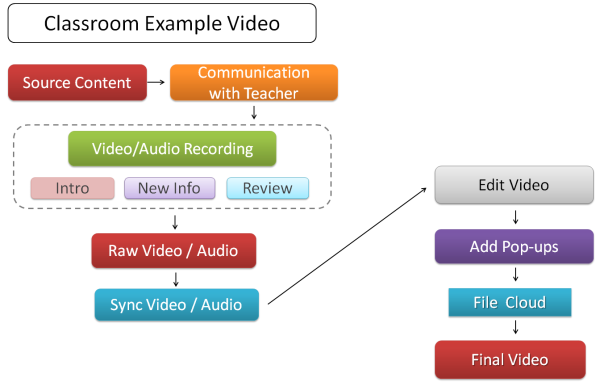 Classroom Example Video
Source Content
Communication
with Teacher
Video/Audio Recording
Intro
New Info
Review
Raw Video / Audio
Sync Video / Audio
Edit Video
Add Pop-ups
File Cloud
Final Video